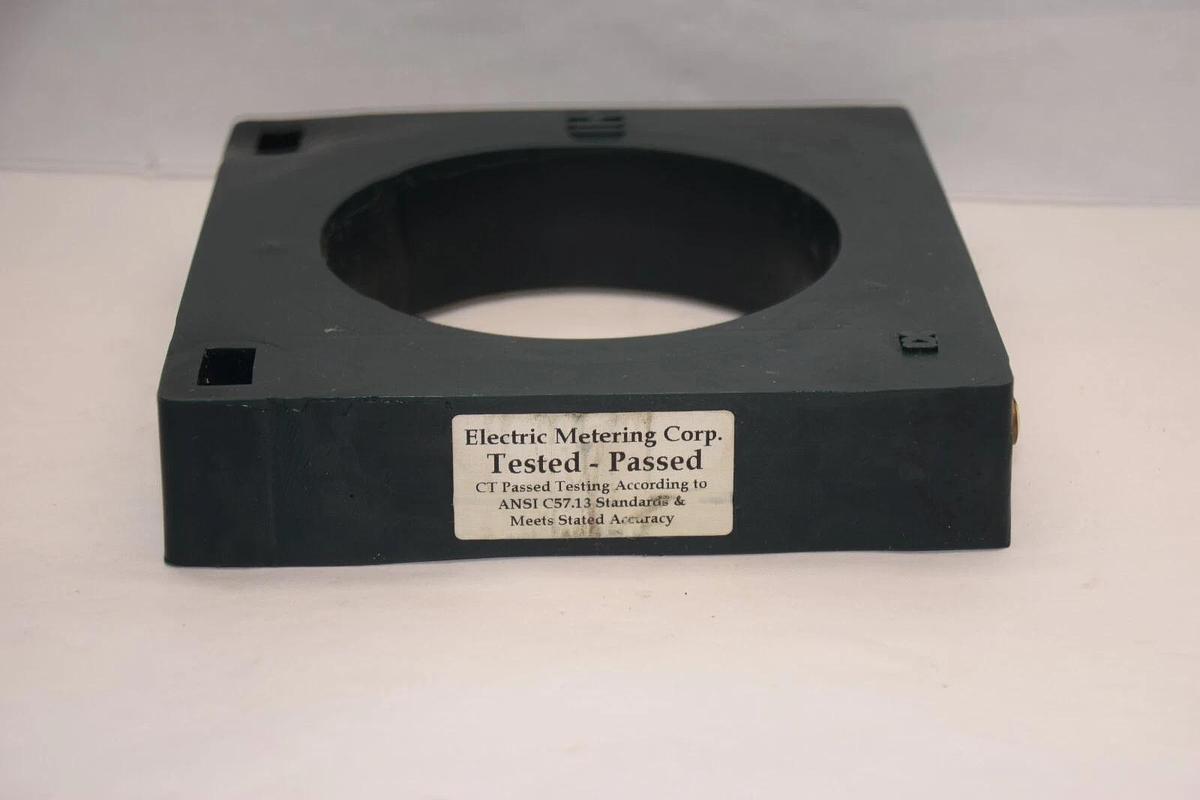 Electric Metering Corp.
Tested - Passed
CT Passed Testing According to
ANSI C57.13 Standards &
Meets Stated Accuracy